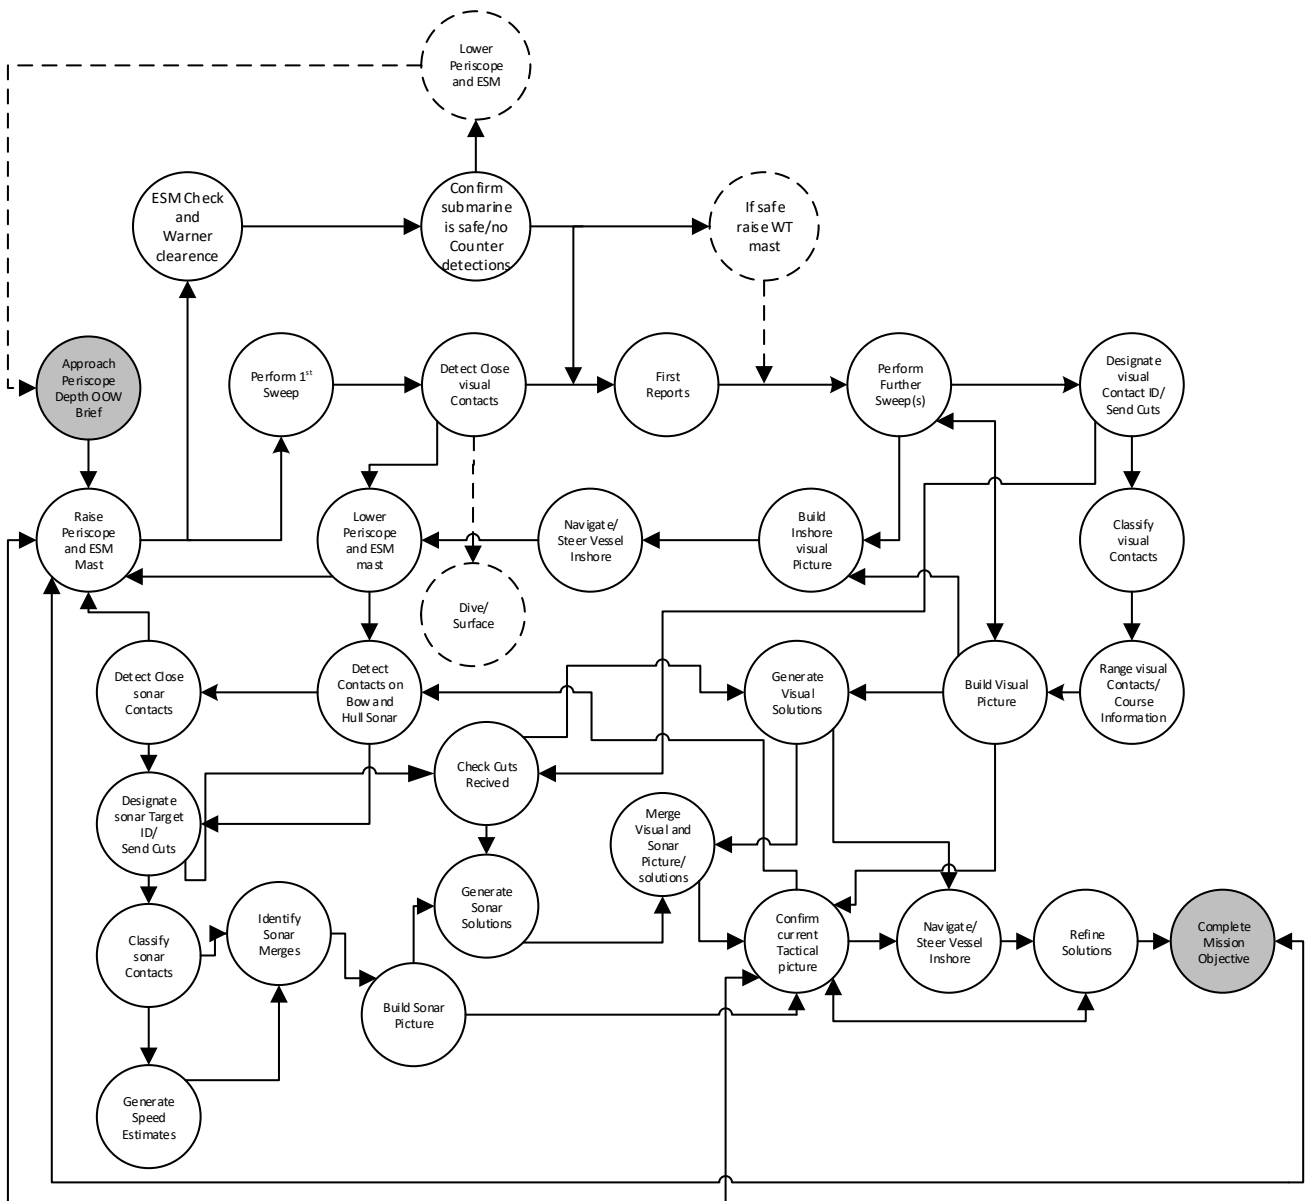 Lower
Periscope
and ESM
ESM Check
and
Warner
clearence
Confirm
submarine
is safe/no
Counter
detections
If safe
raise WT
mast
Approach
Periscope
Depth OOW
Brief
Perform 1st
Sweep
Detect Close
visual
Contacts
First
Reports
Perform
Further
Sweep(s)
Designate
visual
Contact ID/
Send Cuts
Raise
Periscope
and ESM
Mast
Lower
Periscope
and ESM
mast
Navigate/
Steer Vessel
Inshore
Build
Inshore
visual
Picture
Classify
visual
Contacts
Dive/
Surface
Detect Close
sonar
Contacts
Detect
Contacts on
Bow and
Hull Sonar
Generate
Visual
Solutions
Build Visual
Picture
Range visual
Contacts/
Course
Information
Check Cuts
Recived
Designate
sonar Target
ID/
Send Cuts
Merge
Visual and
Sonar
Picture/
solutions
Generate
Sonar
Solutions
Classify
sonar
Contacts
Identify
Sonar
Merges
Confirm
current
Tactical
picture
Navigate/
Steer Vessel
Inshore
Refine
Solutions
Complete
Mission
Objective
Build Sonar
Picture
Generate
Speed
Estimates